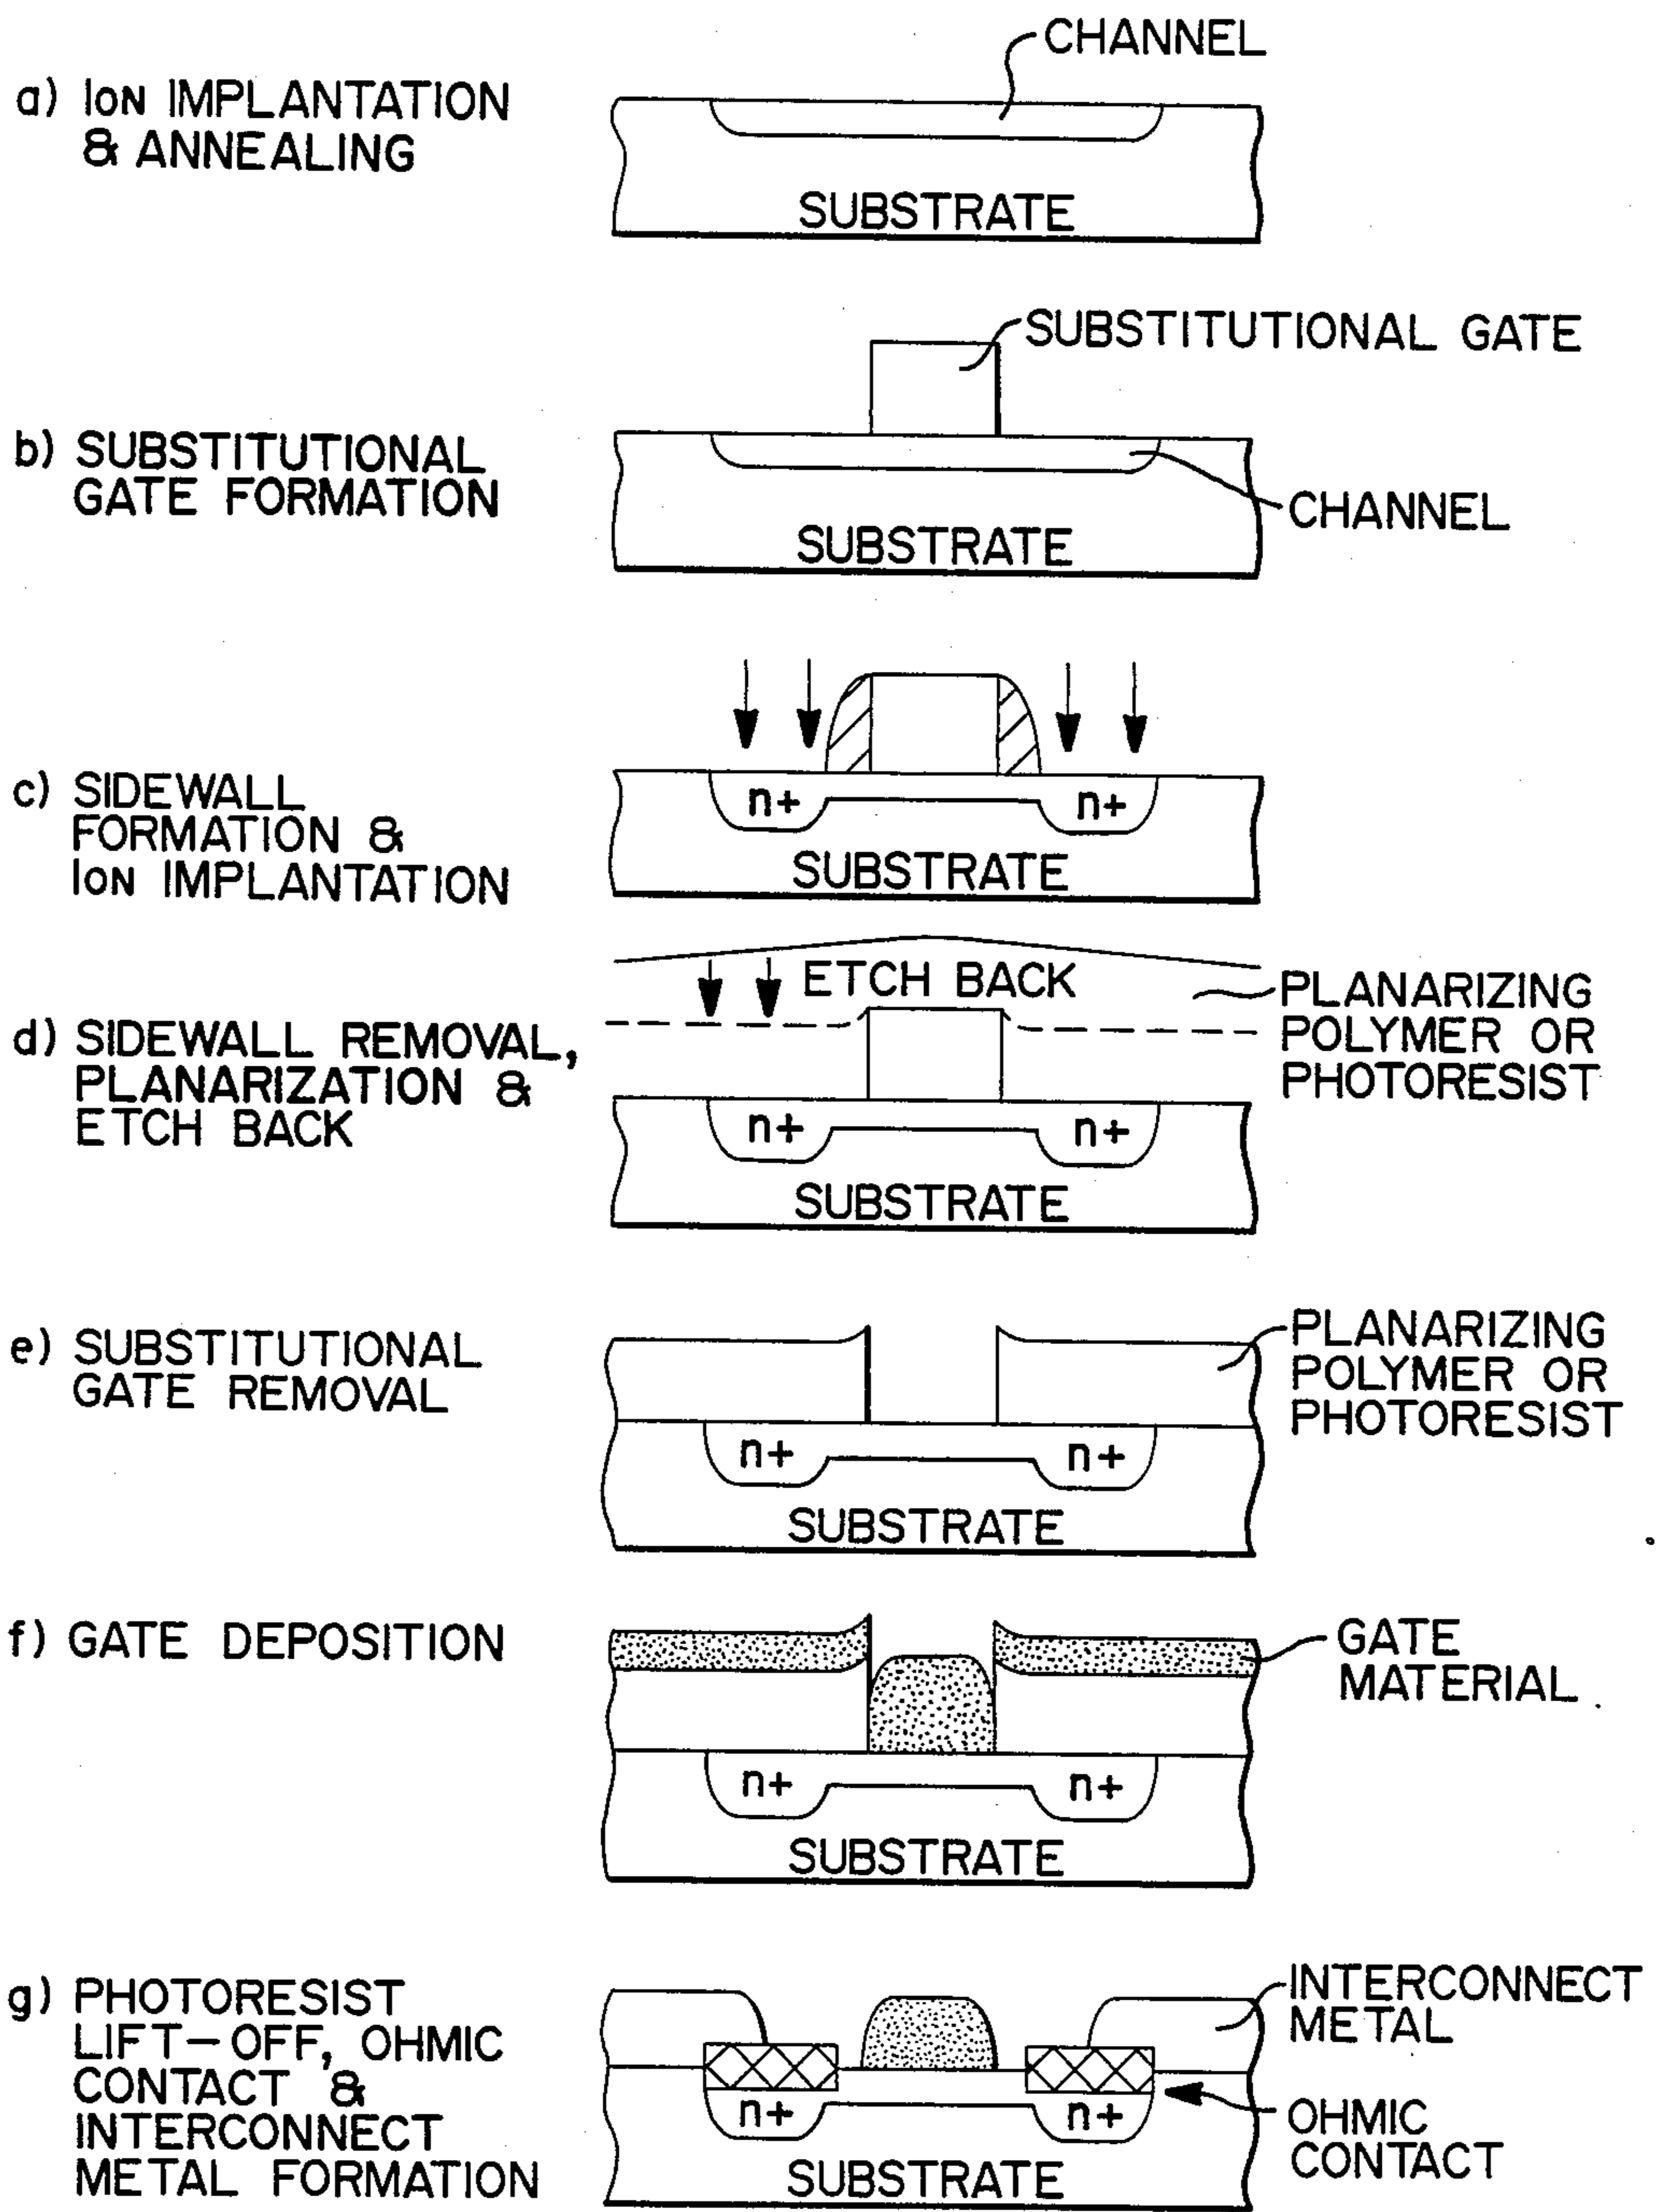 a) ION IMPLANTATION
& ANNEALING
CHANNEL
SUBSTRATE
b) SUBSTITUTIONAL
GATE FORMATION
SUBSTITUTIONAL GATE
CHANNEL
SUBSTRATE
c) SIDEWALL
FORMATION &
ION IMPLANTATION
n+
n+
SUBSTRATE
d) SIDEWALL REMOVAL,
PLANARIZATION &
ETCH BACK
ETCH BACK
PLANARIZING
POLYMER OR
PHOTORESIST
n+
n+
SUBSTRATE
e) SUBSTITUTIONAL
GATE REMOVAL
PLANARIZING
POLYMER OR
PHOTORESIST
n+
n+
SUBSTRATE
f) GATE DEPOSITION
GATE
MATERIAL
n+
n+
SUBSTRATE
g) PHOTORESIST
LIFT-OFF, OHMIC
CONTACT &
INTERCONNECT
METAL FORMATION
INTERCONNECT
METAL
n+
n+
OHMIC
CONTACT
SUBSTRATE